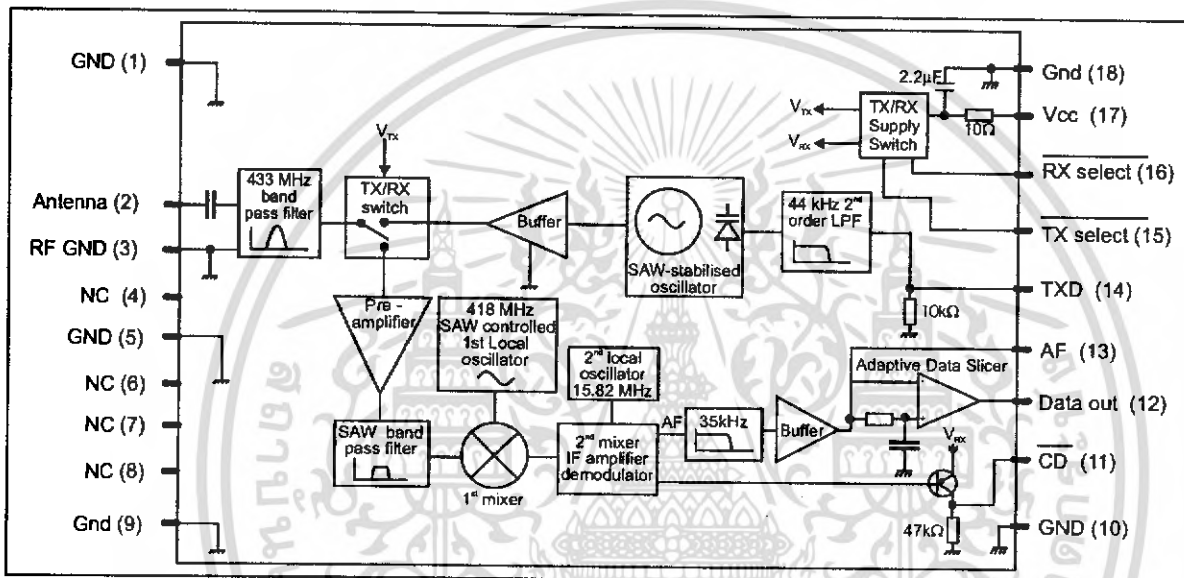 GND (1)
Antenna (2)
RF GND (3)
NC (4)
GND (5)
NC (6)
NC (7)
NC (8)
Gnd (9)
433 MHz
band
pass filter
VTX
TX/RX
switch
Buffer
SAW-stabilised
oscillator
44 kHz 2nd
order LPF
10kΩ
VTX
VRX
TX/RX
Supply
Switch
2.2µF
10Ω
Pre -
amplifier
418 MHz
SAW controlled
1st Local
oscillator
2nd local
oscillator
15.82 MHz
SAW band
pass filter
1st mixer
2nd mixer
IF amplifier
demodulator
AF
35kHz
Buffer
Adaptive Data Slicer
VRX
47kΩ
Gnd (18)
Vcc (17)
RX select (16)
TX select (15)
TXD (14)
AF (13)
Data out (12)
CD (11)
GND (10)